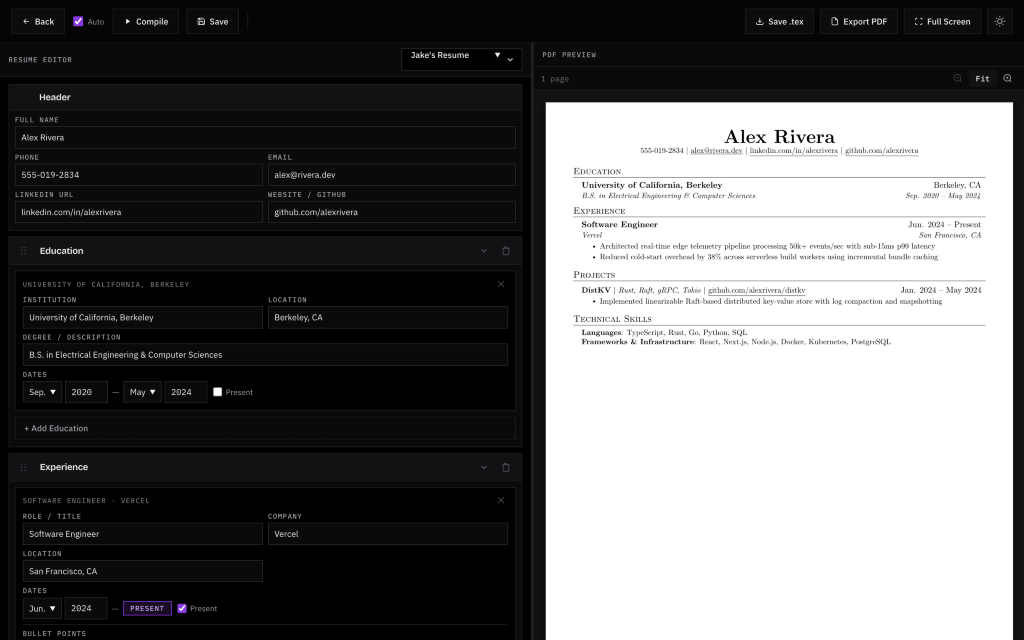 Back
Auto
Compile
Save
Save .tex
Export PDF
Full Screen
RESUME EDITOR
Jake's Resume
Header
FULL NAME
Alex Rivera
PHONE
EMAIL
555-019-2834
alex@rivera.dev
LINKEDIN URL
WEBSITE / GITHUB
linkedin.com/in/alexrivera
github.com/alexrivera
Education
UNIVERSITY OF CALIFORNIA, BERKELEY
INSTITUTION
LOCATION
University of California, Berkeley
Berkeley, CA
DEGREE / DESCRIPTION
B.S. in Electrical Engineering & Computer Sciences
DATES
Sep. 2020 — May 2024 Present
+ Add Education
Experience
SOFTWARE ENGINEER · VERCEL
ROLE / TITLE
COMPANY
Software Engineer
Vercel
LOCATION
San Francisco, CA
DATES
Jun. 2024 — PRESENT Present
BULLET POINTS
PDF PREVIEW
1 page
Fit
Alex Rivera
555-019-2834 | alex@rivera.dev | linkedin.com/in/alexrivera | github.com/alexrivera
Education
University of California, Berkeley Berkeley, CA
B.S. in Electrical Engineering & Computer Sciences Sep. 2020 – May 2024
Experience
Software Engineer Jun. 2024 – Present
Vercel San Francisco, CA
• Architected real-time edge telemetry pipeline processing 50k+ events/sec with sub-15ms p99 latency
• Reduced cold-start overhead by 38% across serverless build workers using incremental bundle caching
Projects
DistKV | Rust, Raft, gRPC, Tokio | github.com/alexrivera/distkv Jan. 2024 – May 2024
• Implemented linearizable Raft-based distributed key-value store with log compaction and snapshotting
Technical Skills
Languages: TypeScript, Rust, Go, Python, SQL
Frameworks & Infrastructure: React, Next.js, Node.js, Docker, Kubernetes, PostgreSQL